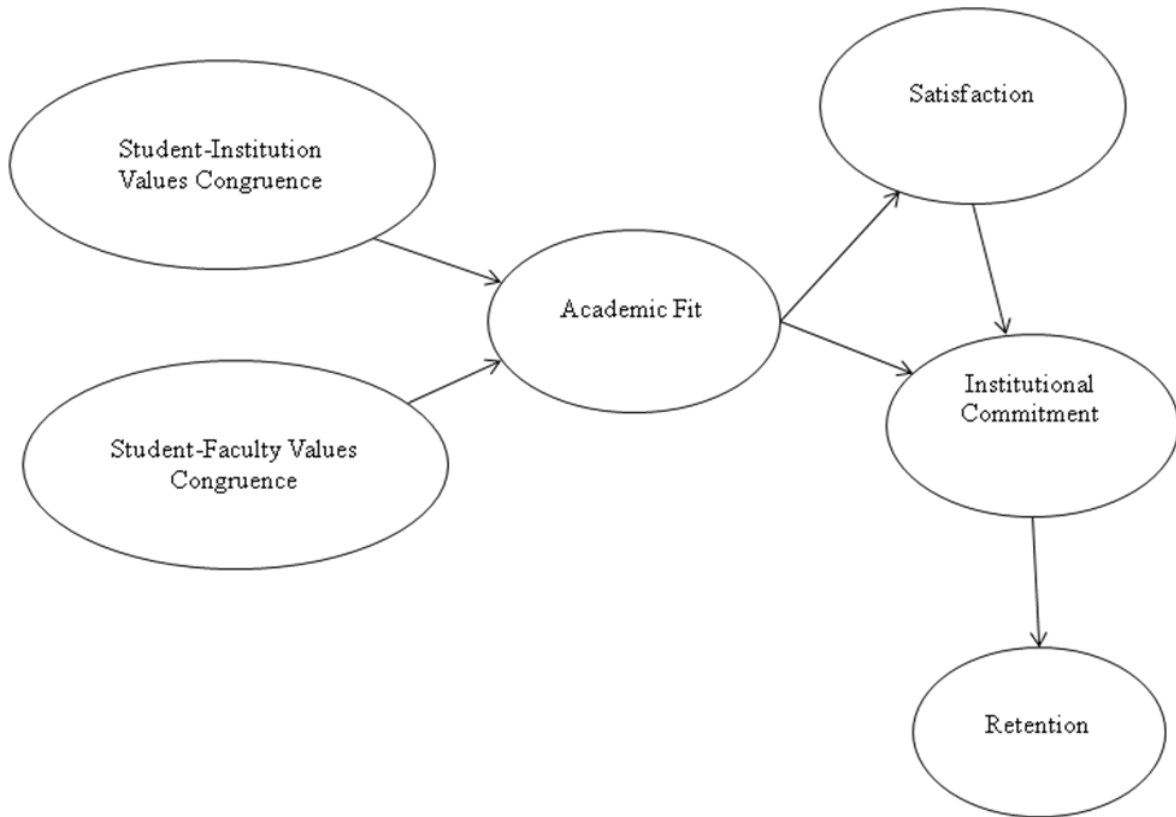 Student-Institution
Values Congruence
Satisfaction
Academic Fit
Student-Faculty Values
Congruence
Institutional
Commitment
Retention